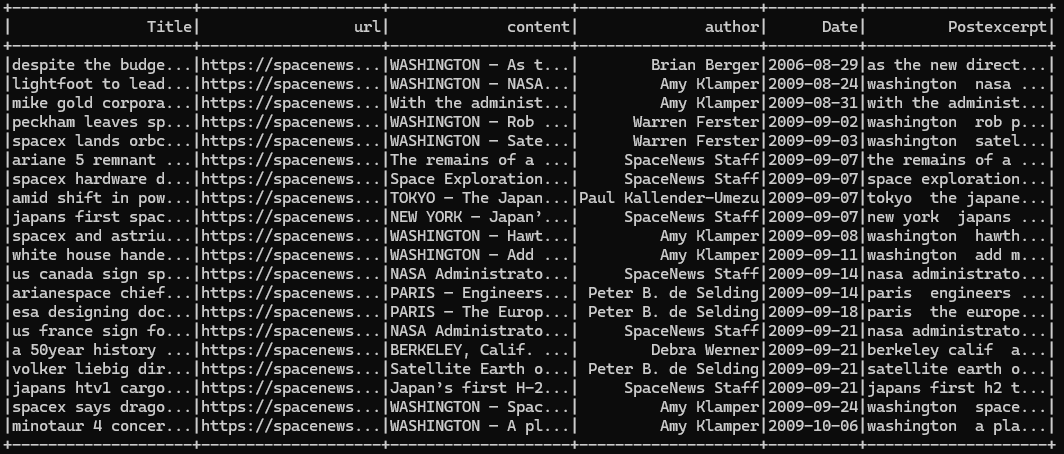 +--------------------+--------------------+--------------------+--------------------+----------+--------------------+
|               Title|                 url|             content|              author|      Date|         Postexcerpt|
+--------------------+--------------------+--------------------+--------------------+----------+--------------------+
|despite the budge...|https://spacenews...|WASHINGTON — As t...|        Brian Berger|2006-08-29|as the new direct...|
|lightfoot to lead...|https://spacenews...|WASHINGTON — NASA...|         Amy Klamper|2009-08-24|washington  nasa ...|
|mike gold corpora...|https://spacenews...|With the administ...|         Amy Klamper|2009-08-31|with the administ...|
|peckham leaves sp...|https://spacenews...|WASHINGTON — Rob ...|      Warren Ferster|2009-09-02|washington  rob p...|
|spacex lands orbc...|https://spacenews...|WASHINGTON — Sate...|      Warren Ferster|2009-09-03|washington  satel...|
|ariane 5 remnant ...|https://spacenews...|The remains of a ...|     SpaceNews Staff|2009-09-07|the remains of a ...|
|spacex hardware d...|https://spacenews...|Space Exploration...|     SpaceNews Staff|2009-09-07|space exploration...|
|amid shift in pow...|https://spacenews...|TOKYO — The Japan...|Paul Kallender-Umezu|2009-09-07|tokyo  the japane...|
|japans first spac...|https://spacenews...|NEW YORK — Japan’...|     SpaceNews Staff|2009-09-07|new york  japans ...|
|spacex and astriu...|https://spacenews...|WASHINGTON — Hawt...|         Amy Klamper|2009-09-08|washington  hawth...|
|white house hande...|https://spacenews...|WASHINGTON — Add ...|         Amy Klamper|2009-09-11|washington  add m...|
|us canada sign sp...|https://spacenews...|NASA Administrato...|     SpaceNews Staff|2009-09-14|nasa administrato...|
|arianespace chief...|https://spacenews...|PARIS — Engineers...| Peter B. de Selding|2009-09-14|paris  engineers ...|
|esa designing doc...|https://spacenews...|PARIS — The Europ...| Peter B. de Selding|2009-09-18|paris  the europe...|
|us france sign fo...|https://spacenews...|NASA Administrato...|     SpaceNews Staff|2009-09-21|nasa administrato...|
|a 50year history ...|https://spacenews...|BERKELEY, Calif. ...|        Debra Werner|2009-09-21|berkeley calif  a...|
|volker liebig dir...|https://spacenews...|Satellite Earth o...| Peter B. de Selding|2009-09-21|satellite earth o...|
|japans htv1 cargo...|https://spacenews...|Japan’s first H-2...|     SpaceNews Staff|2009-09-21|japans first h2 t...|
|spacex says drago...|https://spacenews...|WASHINGTON — Spac...|         Amy Klamper|2009-09-24|washington  space...|
|minotaur 4 concer...|https://spacenews...|WASHINGTON — A pl...|         Amy Klamper|2009-10-06|washington  a pla...|
+--------------------+--------------------+--------------------+--------------------+----------+--------------------+